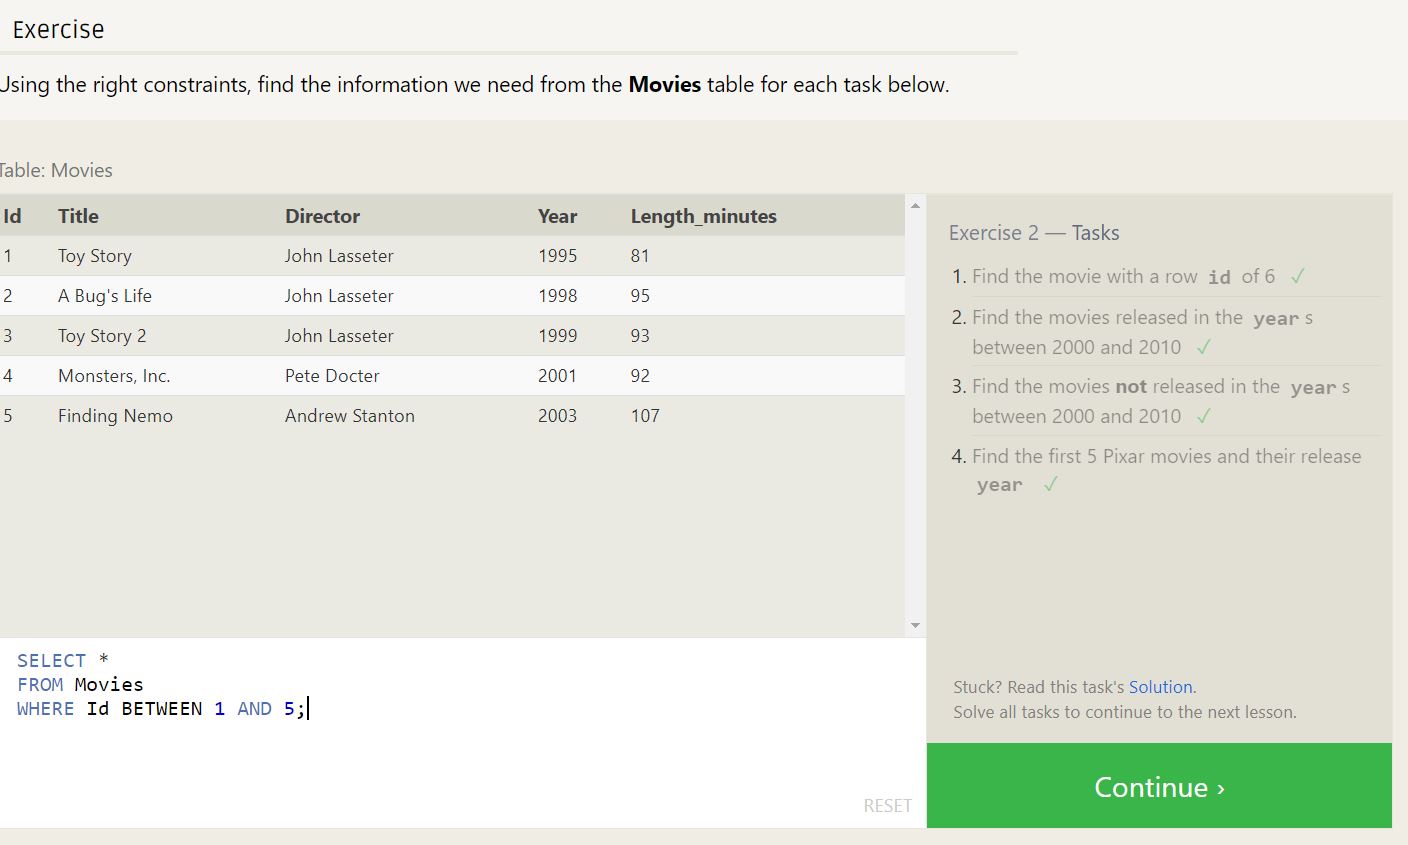 Exercise
Using the right constraints, find the information we need from the Movies table for each task below.
Table: Movies
Id Title Director Year Length_minutes
1 Toy Story John Lasseter 1995 81
2 A Bug's Life John Lasseter 1998 95
3 Toy Story 2 John Lasseter 1999 93
4 Monsters, Inc. Pete Docter 2001 92
5 Finding Nemo Andrew Stanton 2003 107
SELECT *
FROM Movies
WHERE Id BETWEEN 1 AND 5;
RESET
Exercise 2 — Tasks
1. Find the movie with a row id of 6 ✓
2. Find the movies released in the year s
between 2000 and 2010 ✓
3. Find the movies not released in the year s
between 2000 and 2010 ✓
4. Find the first 5 Pixar movies and their release
year ✓
Stuck? Read this task's Solution.
Solve all tasks to continue to the next lesson.
Continue ›